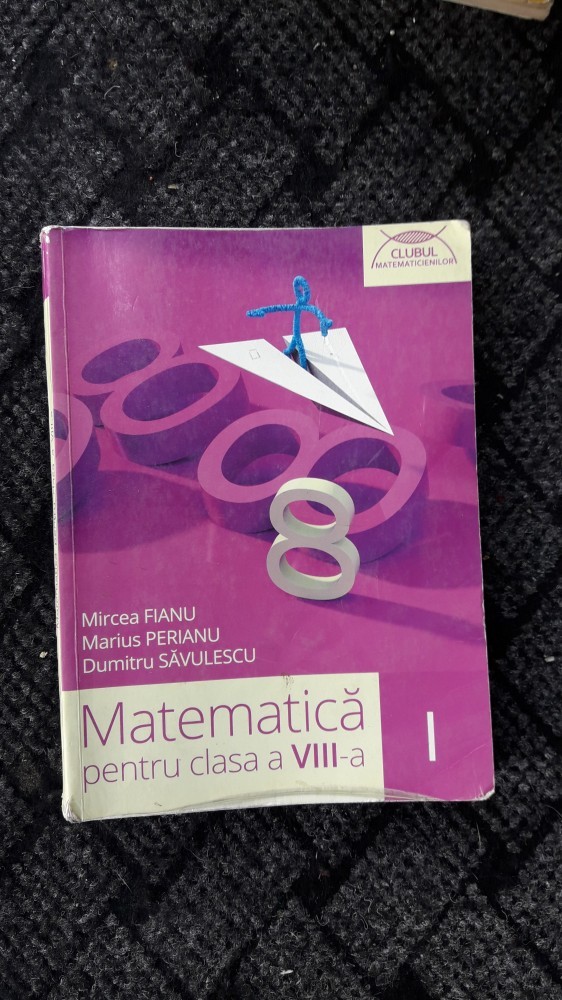 CLUBUL
MATEMATICIENILOR
8
Mircea FIANU
Marius PERIANU
Dumitru SĂVULESCU
Matematică
pentru clasa a VIII-a
I